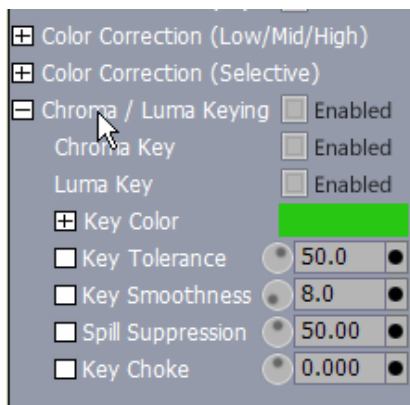 Color Correction (Low/Mid/High)
Color Correction (Selective)
Chroma / Luma Keying Enabled
Chroma Key Enabled
Luma Key Enabled
Key Color
Key Tolerance 50.0
Key Smoothness 8.0
Spill Suppression 50.00
Key Choke 0.000